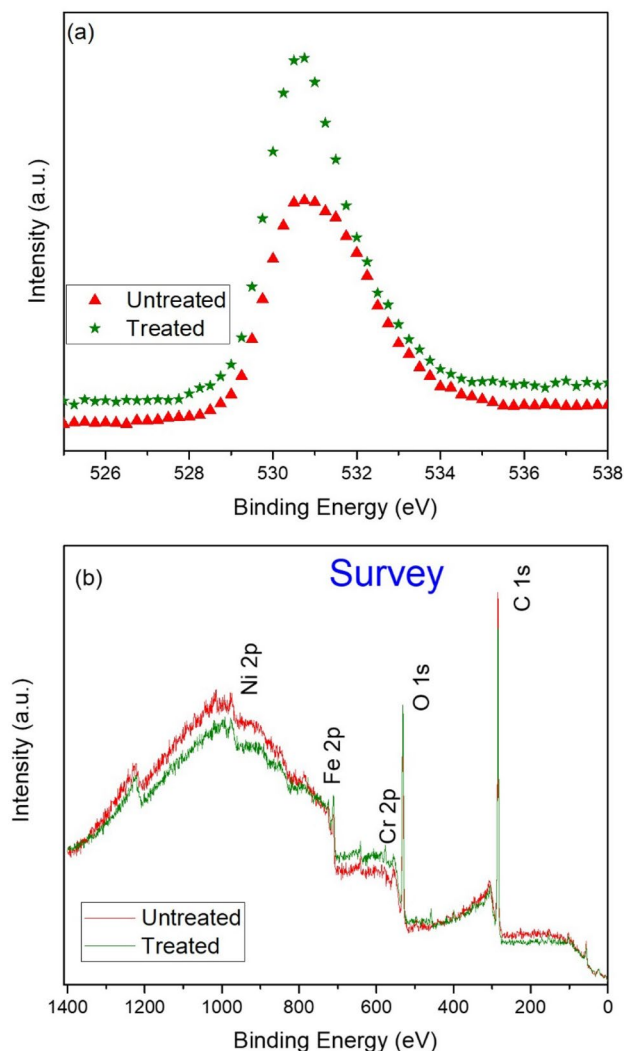 (a)
Intensity (a.u.)
Untreated
Treated
526 528 530 532 534 536 538
Binding Energy (eV)
(b)
Survey
C 1s
Ni 2p
O 1s
Fe 2p
Cr 2p
Intensity (a.u.)
Untreated
Treated
1400 1200 1000 800 600 400 200 0
Binding Energy (eV)